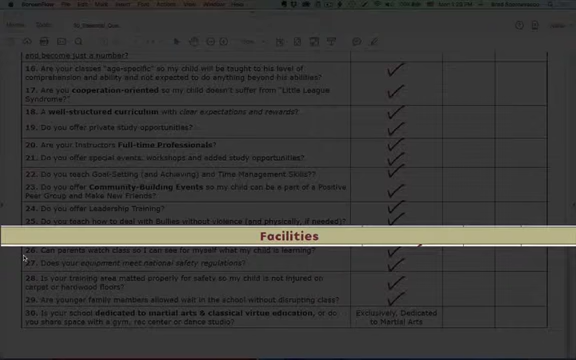 and become just a number?
16. Are your classes "age-specific" so my child will be taught to his level of
comprehension and ability and not expected to do anything beyond his abilities?
17. Are you cooperation-oriented so my child doesn't suffer from "Little League
Syndrome?"
18. A well-structured curriculum with clear expectations and rewards?
19. Do you offer private study opportunities?
20. Are your Instructors Full-time Professionals?
21. Do you offer special events, workshops and added study opportunities?
22. Do you teach Goal-Setting (and Achieving) and Time Management Skills??
23. Do you offer Community-Building Events so my child can be a part of a Positive
Peer Group and Make New Friends?
24. Do you offer Leadership Training?
25. Do you teach how to deal with Bullies without violence (and physically, if needed)?
Facilities
26. Can parents watch class so I can see for myself what my child is learning?
27. Does your equipment meet national safety regulations?
28. Is your training area matted properly for safety so my child is not injured on
carpet or hardwood floors?
29. Are younger family members allowed wait in the school without disrupting class?
30. Is your school dedicated to martial arts & classical virtue education, or do
you share space with a gym, rec center or dance studio?
Exclusively, Dedicated
to Martial Arts